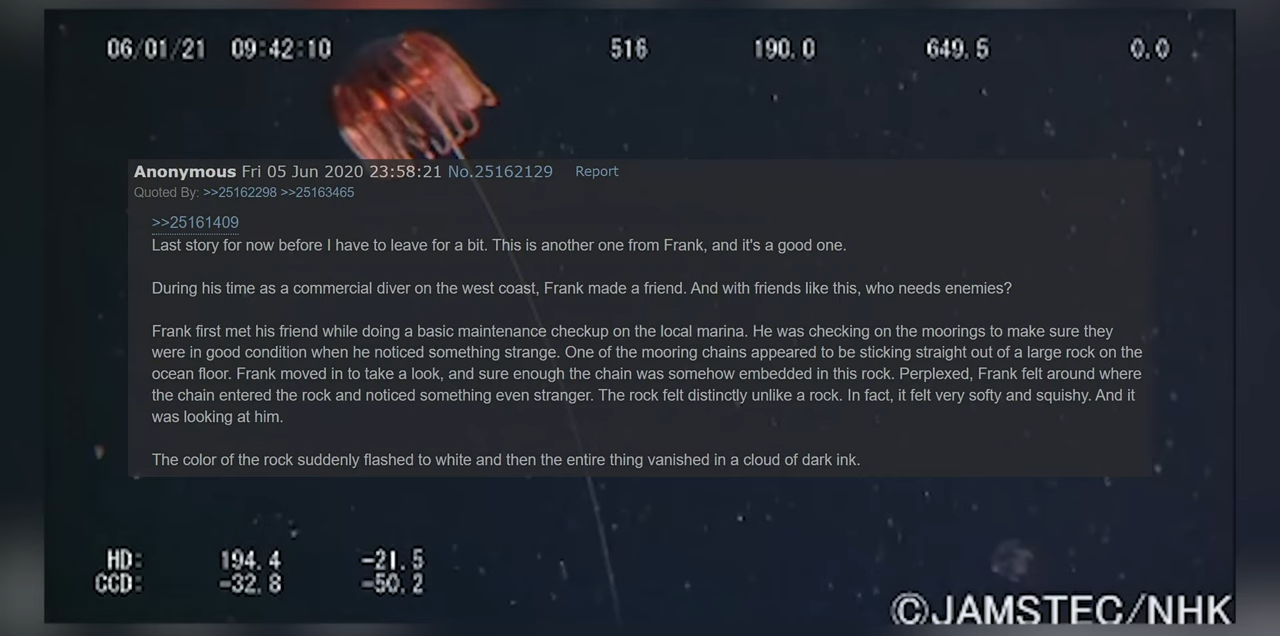 06/01/21 09:42:10 516 190.0 649.5 0.0
Anonymous Fri 05 Jun 2020 23:58:21 No.25162129 Report
Quoted By: >>25162298 >>25163465
>>25161409
Last story for now before I have to leave for a bit. This is another one from Frank, and it's a good one.
During his time as a commercial diver on the west coast, Frank made a friend. And with friends like this, who needs enemies?
Frank first met his friend while doing a basic maintenance checkup on the local marina. He was checking on the moorings to make sure they
were in good condition when he noticed something strange. One of the mooring chains appeared to be sticking straight out of a large rock on the
ocean floor. Frank moved in to take a look, and sure enough the chain was somehow embedded in this rock. Perplexed, Frank felt around where
the chain entered the rock and noticed something even stranger. The rock felt distinctly unlike a rock. In fact, it felt very softy and squishy. And it
was looking at him.
The color of the rock suddenly flashed to white and then the entire thing vanished in a cloud of dark ink.
HD: 194.4 -21.5
CCD: -32.8 -50.2
©JAMSTEC/NHK